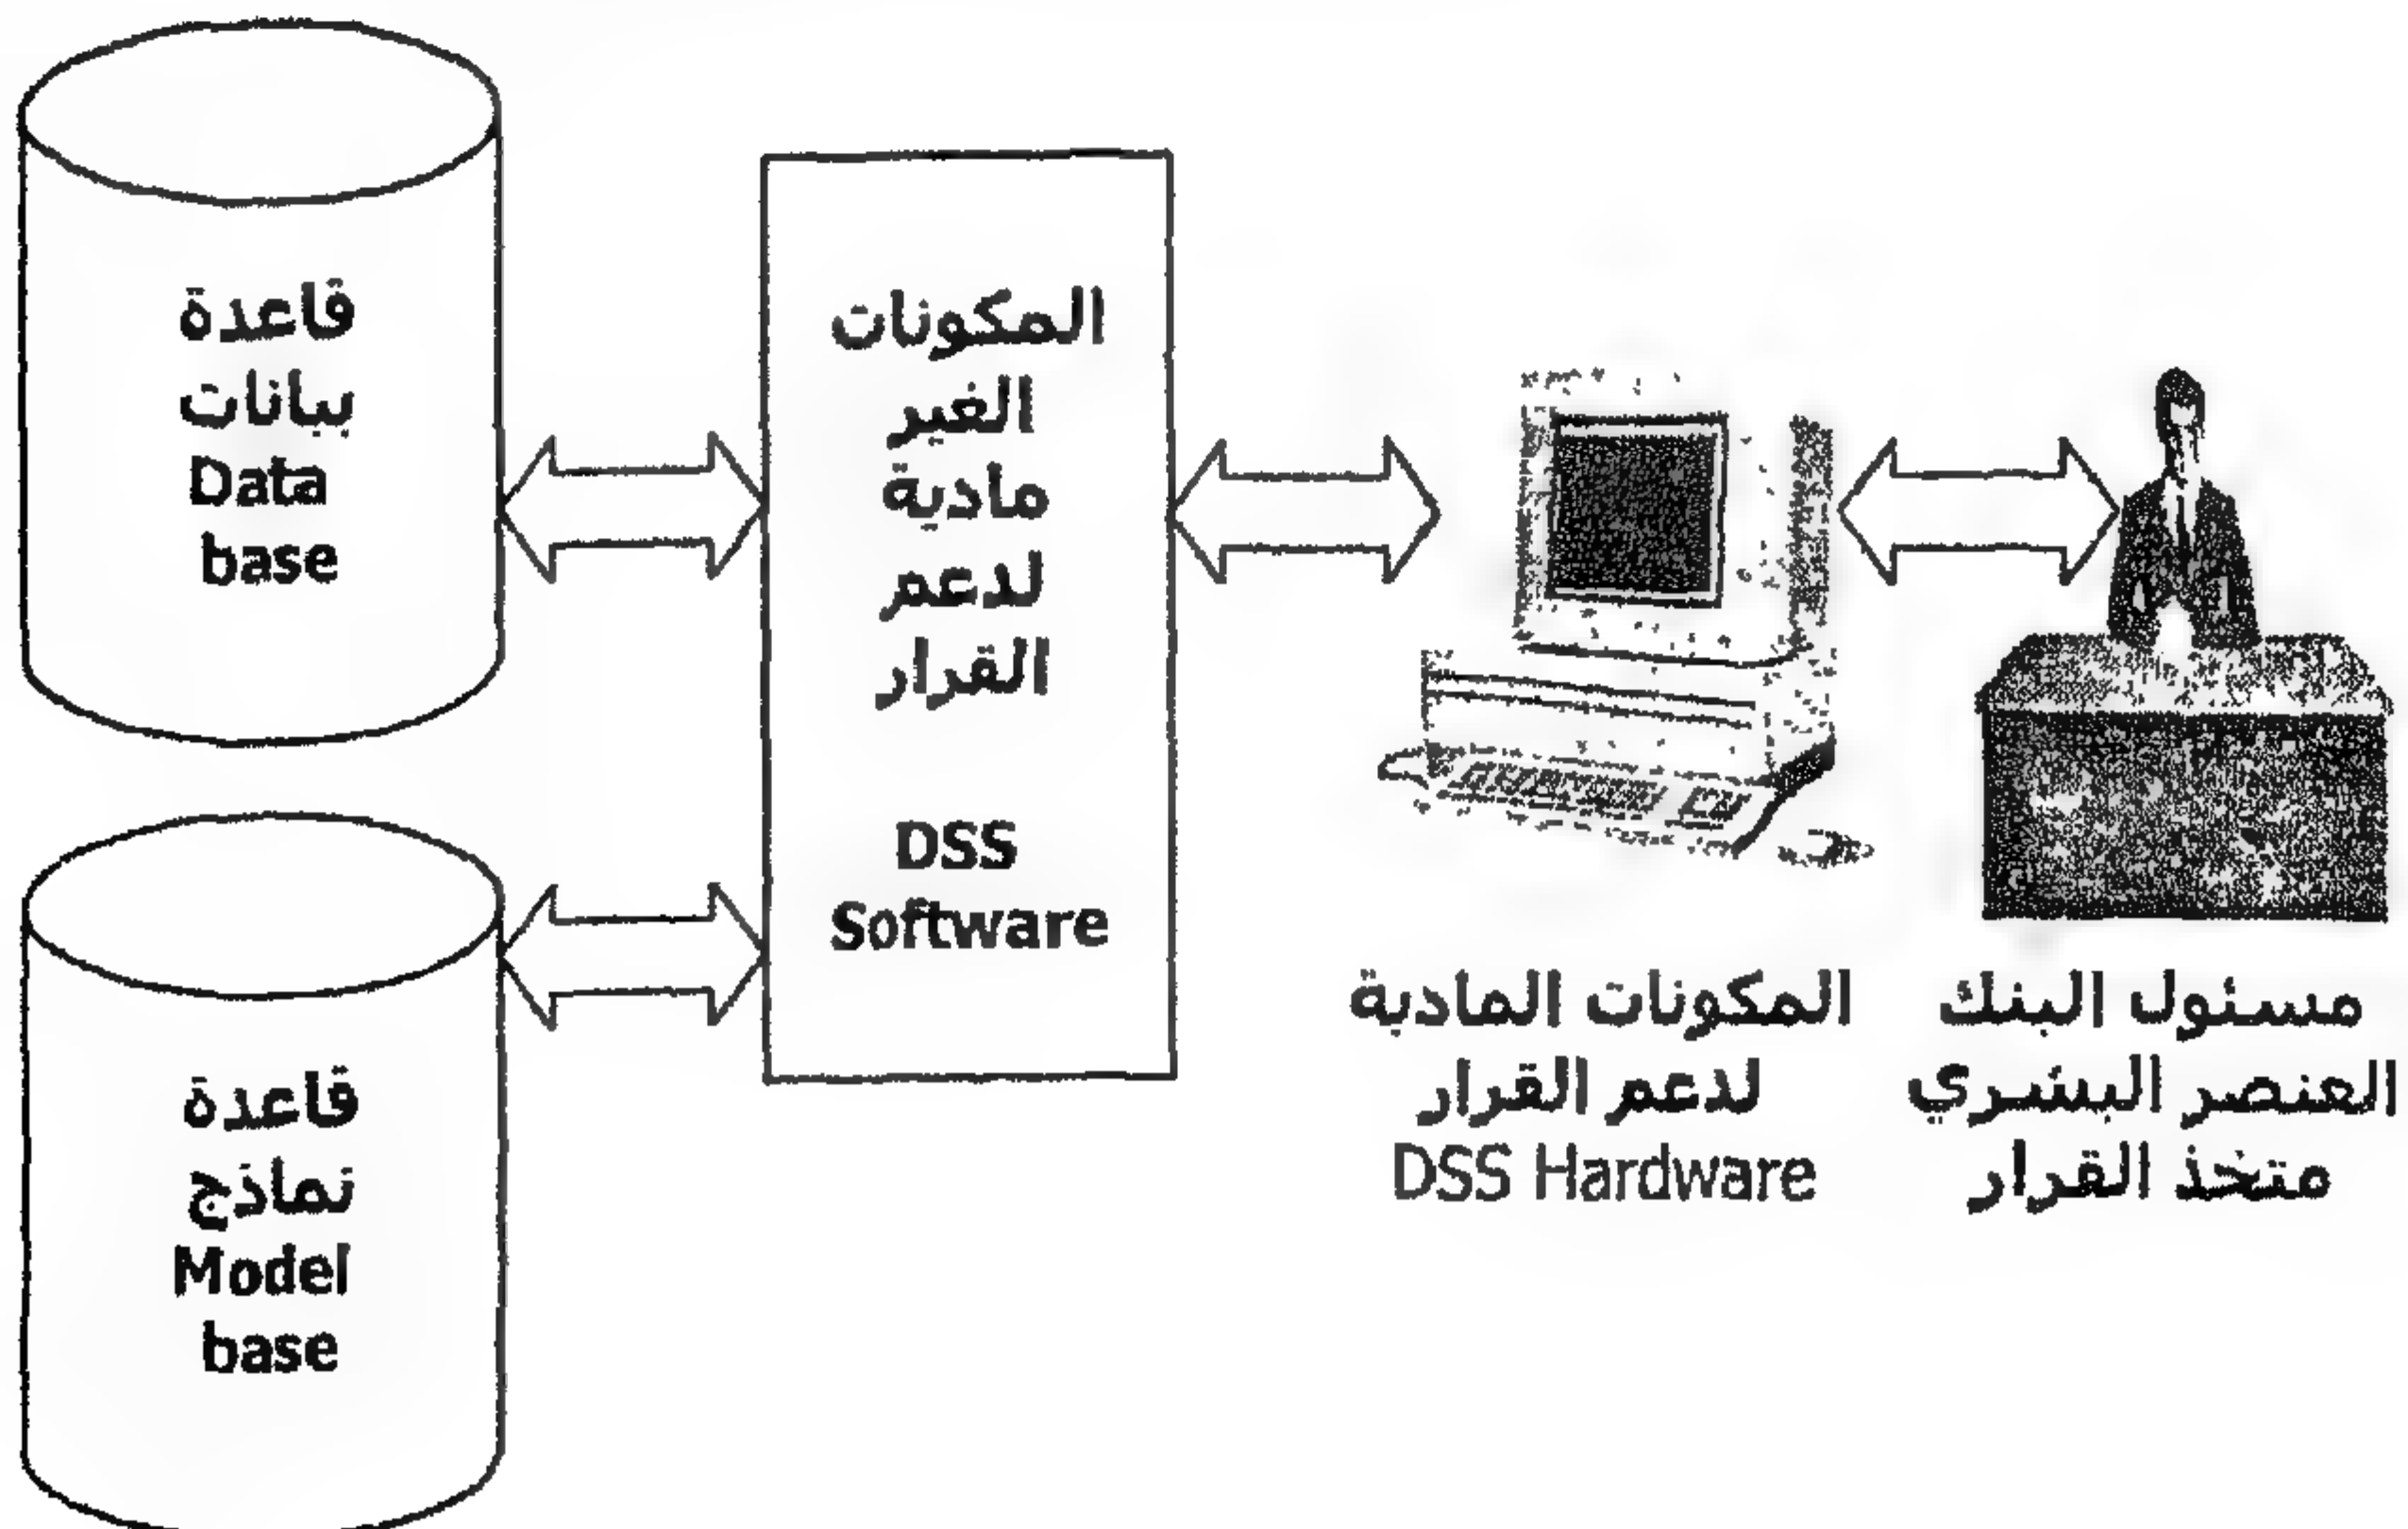 قاعدة
بيانات
Data
base
المكونات
الغير
مادية
لدعم
القرار
DSS
Software
المكونات المادية
لدعم القرار
DSS Hardware
مسئول البنك
العنصر البشري
متخذ القرار
قاعدة
نماذج
Model
base